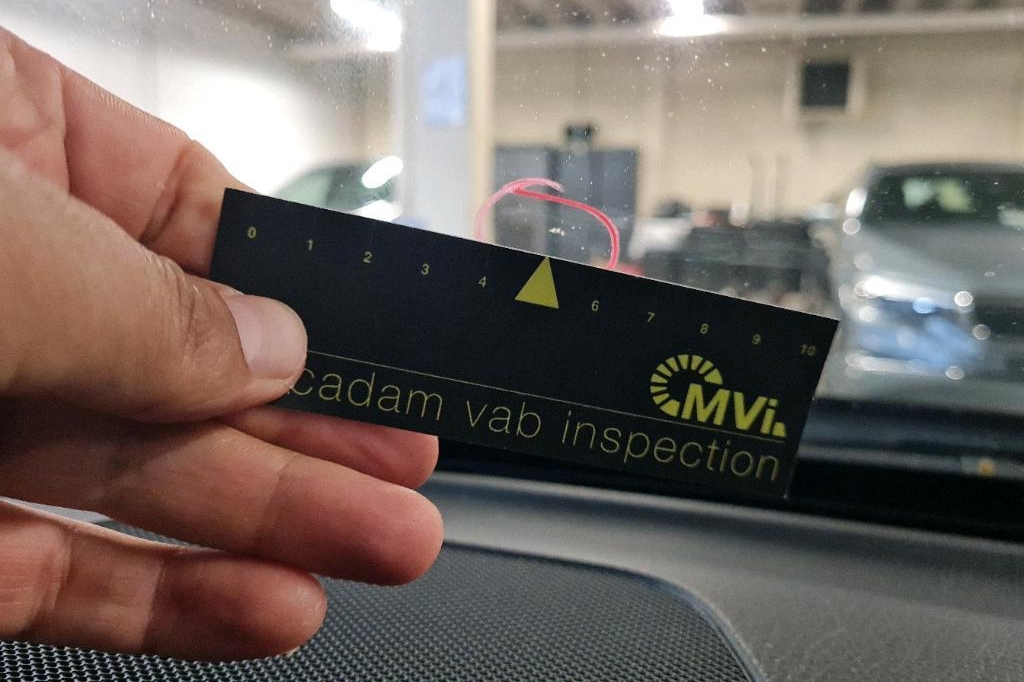 0 1 2 3 4 6 7 8 9 10
MVi
cadam vab inspection